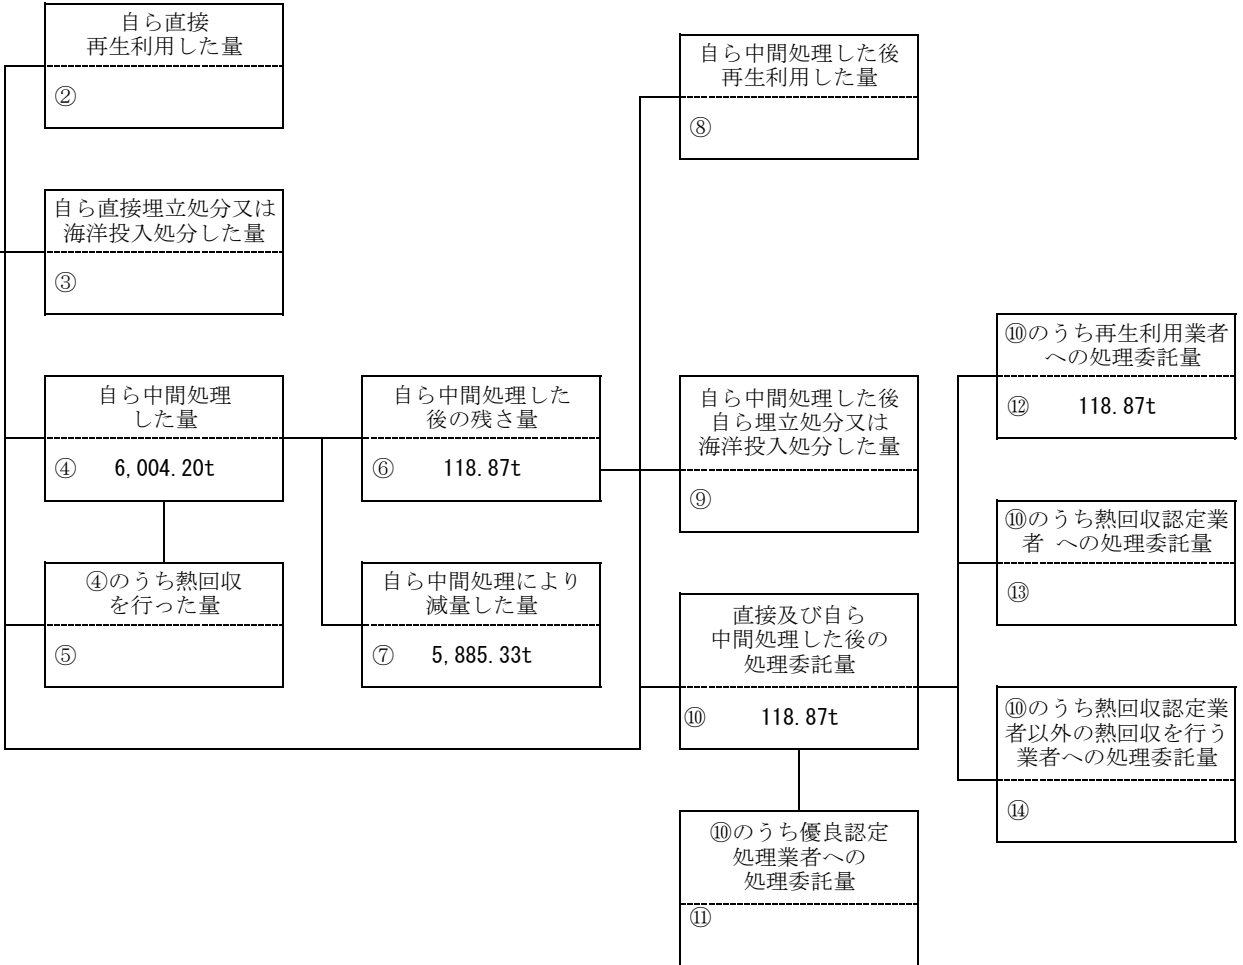 自ら直接
再生利用した量
②
自ら直接埋立処分又は
海洋投入処分した量
③
自ら中間処理
した量
④ 6,004.20t
④のうち熱回収
を行った量
⑤
自ら中間処理した
後の残さ量
⑥ 118.87t
自ら中間処理により
減量した量
⑦ 5,885.33t
自ら中間処理した後
再生利用した量
⑧
自ら中間処理した後
自ら埋立処分又は
海洋投入処分した量
⑨
直接及び自ら
中間処理した後の
処理委託量
⑩ 118.87t
⑩のうち優良認定
処理業者への
処理委託量
⑪
⑩のうち再生利用業者
への処理委託量
⑫ 118.87t
⑩のうち熱回収認定業
者 への処理委託量
⑬
⑩のうち熱回収認定業
者以外の熱回収を行う
業者への処理委託量
⑭